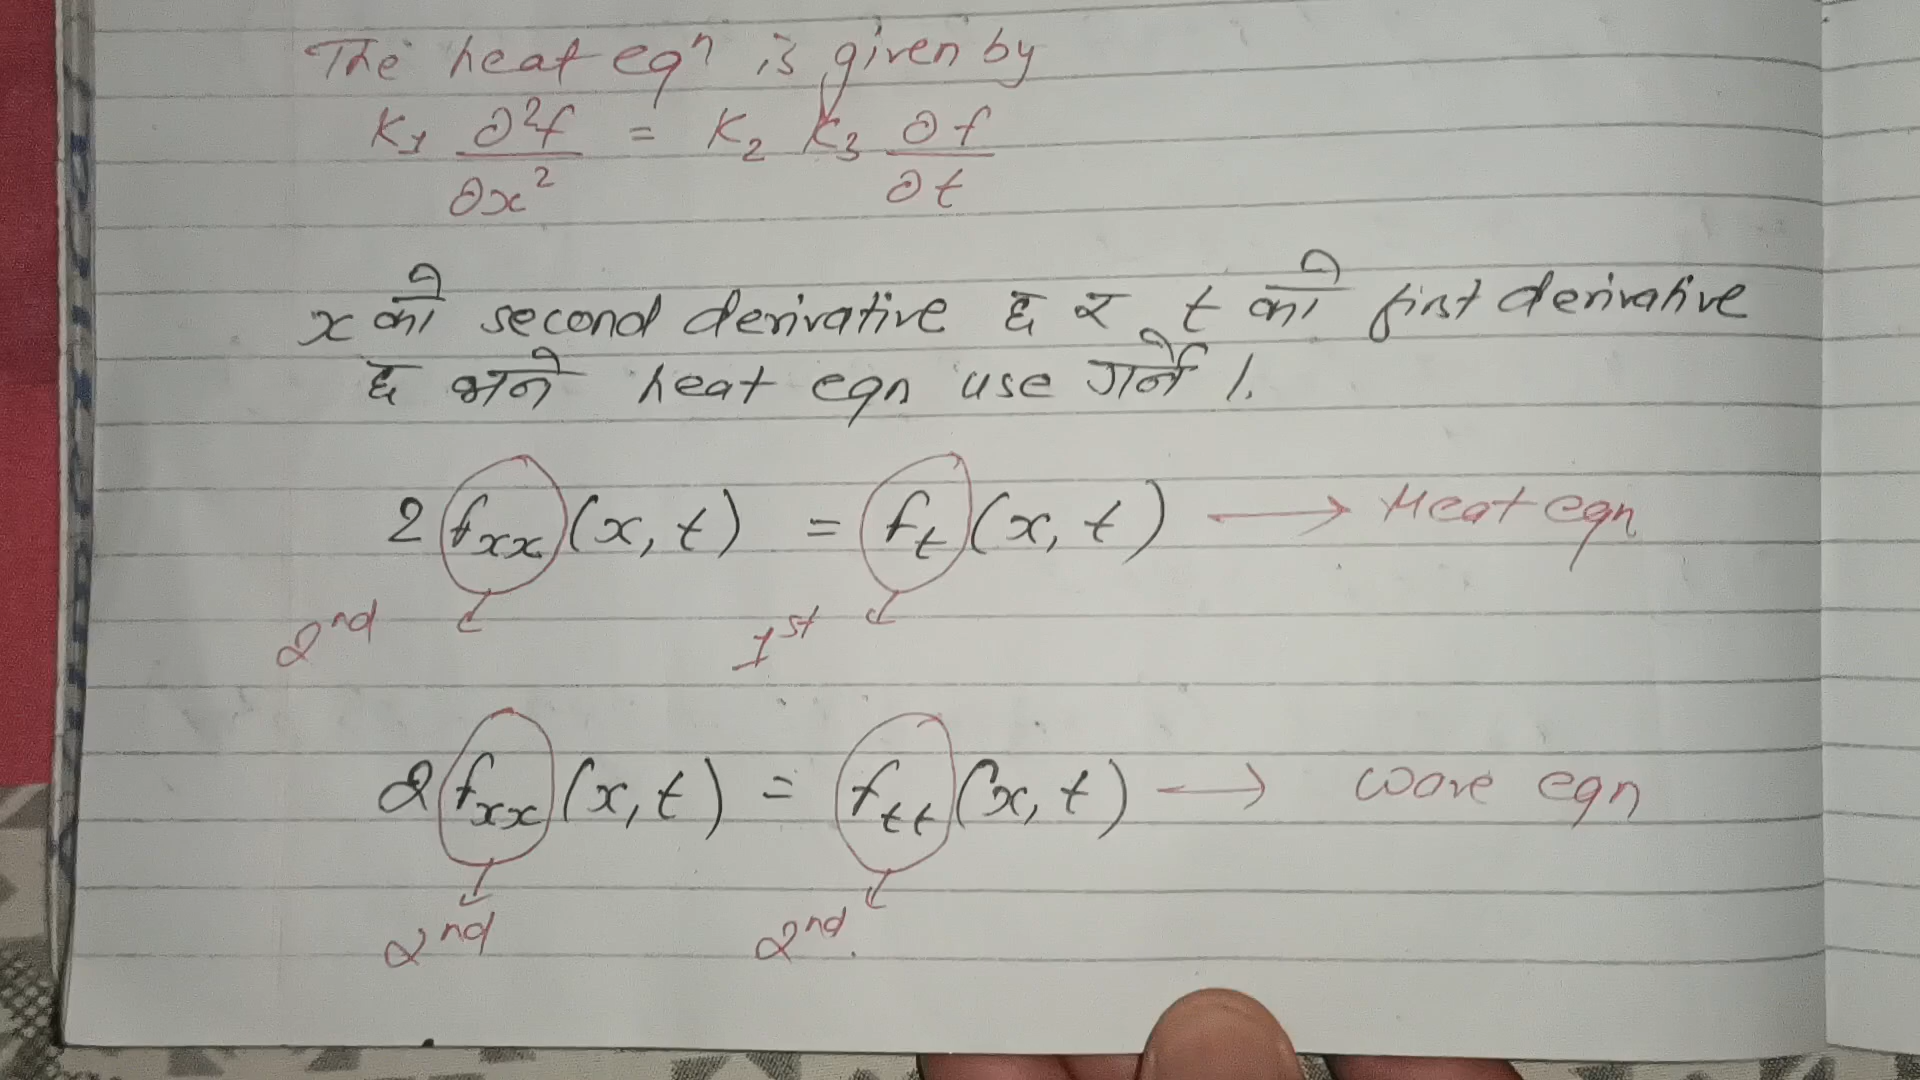 The heat eqⁿ is given by
K₁ ∂²f/∂x² = K₂ K₃ ∂f/∂t
x को second derivative छ र t को first derivative
छ भने heat eqn use गर्ने ।.
2 fₓₓ (x, t) = fₜ (x, t) → Heat eqn
2ⁿᵈ 1ˢᵗ
2 fₓₓ (x, t) = fₜₜ (x, t) → wave eqn
2ⁿᵈ 2ⁿᵈ.